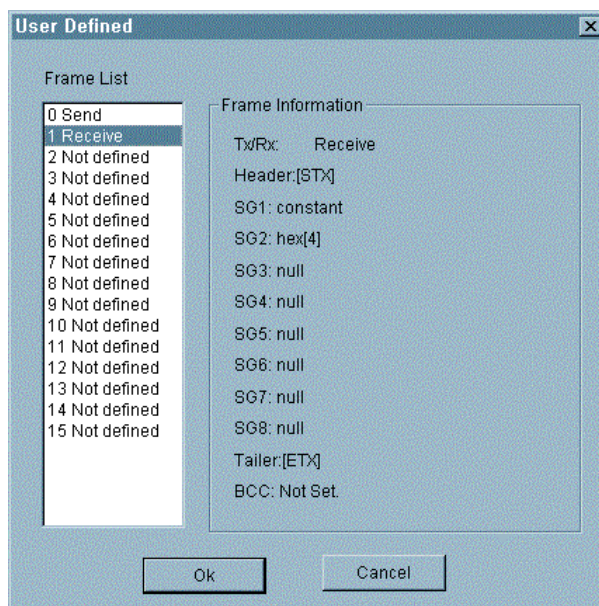 User Defined
Frame List
0 Send
1 Receive
2 Not defined
3 Not defined
4 Not defined
5 Not defined
6 Not defined
7 Not defined
8 Not defined
9 Not defined
10 Not defined
11 Not defined
12 Not defined
13 Not defined
14 Not defined
15 Not defined
Frame Information
Tx/Rx: Receive
Header:[STX]
SG1: constant
SG2: hex[4]
SG3: null
SG4: null
SG5: null
SG6: null
SG7: null
SG8: null
Tailer:[ETX]
BCC: Not Set.
Ok
Cancel